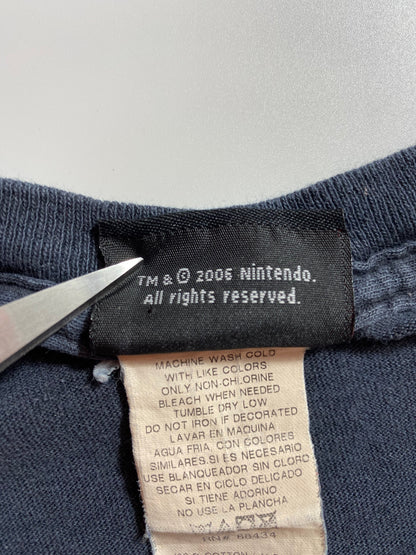 TM & © 2006 Nintendo.
All rights reserved.
MACHINE WASH COLD
WITH LIKE COLORS
ONLY NON-CHLORINE
BLEACH WHEN NEEDED
TUMBLE DRY LOW
DO NOT IRON IF DECORATED
LAVAR EN MAQUINA
AGUA FRIA, CON COLORES
SIMILARES.SI ES NECESARIO
USE BLANQUEADOR SIN CLORO
SECAR EN CICLO DELICADO
SI TIENE ADORNO
NO USE LA PLANCHA
RN# 68434